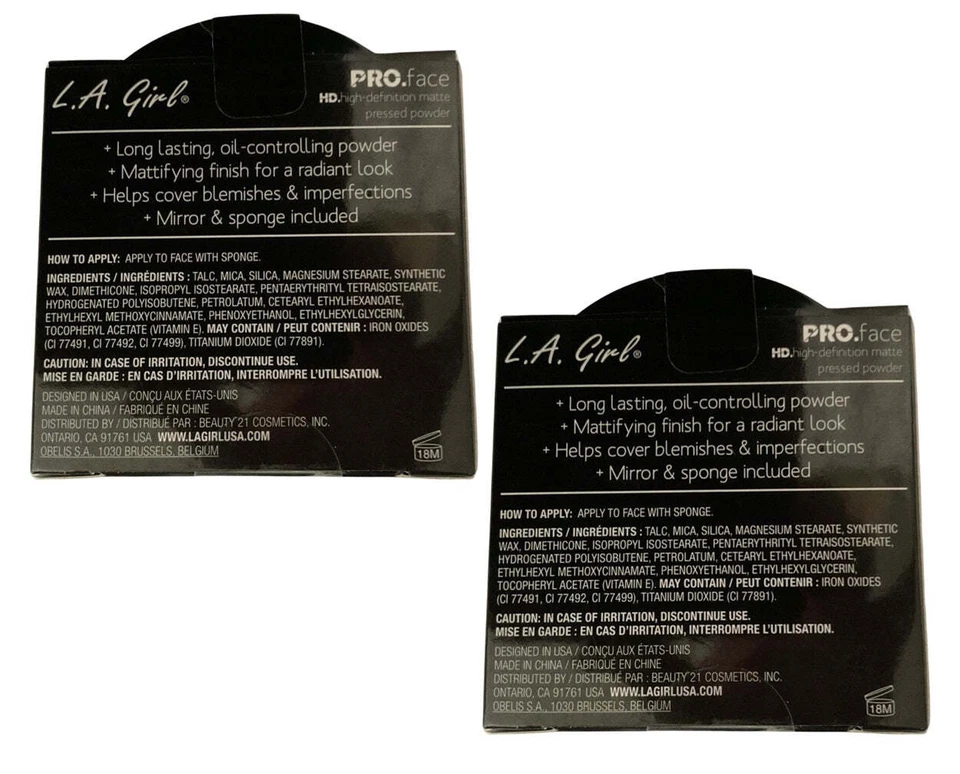 L.A. Girl®
PRO.face
HD.high-definition matte
pressed powder
+ Long lasting, oil-controlling powder
+ Mattifying finish for a radiant look
+ Helps cover blemishes & imperfections
+ Mirror & sponge included
HOW TO APPLY: APPLY TO FACE WITH SPONGE.
INGREDIENTS / INGRÉDIENTS : TALC, MICA, SILICA, MAGNESIUM STEARATE, SYNTHETIC
WAX, DIMETHICONE, ISOPROPYL ISOSTEARATE, PENTAERYTHRITYL TETRAISOSTEARATE,
HYDROGENATED POLYISOBUTENE, PETROLATUM, CETEARYL ETHYLHEXANOATE,
ETHYLHEXYL METHOXYCINNAMATE, PHENOXYETHANOL, ETHYLHEXYLGLYCERIN,
TOCOPHERYL ACETATE (VITAMIN E). MAY CONTAIN / PEUT CONTENIR : IRON OXIDES
(CI 77491, CI 77492, CI 77499), TITANIUM DIOXIDE (CI 77891).
CAUTION: IN CASE OF IRRITATION, DISCONTINUE USE.
MISE EN GARDE : EN CAS D'IRRITATION, INTERROMPRE L'UTILISATION.
DESIGNED IN USA / CONÇU AUX ÉTATS-UNIS
MADE IN CHINA / FABRIQUÉ EN CHINE
DISTRIBUTED BY / DISTRIBUÉ PAR : BEAUTY 21 COSMETICS, INC.
ONTARIO, CA 91761 USA WWW.LAGIRLUSA.COM
OBELIS S.A., 1030 BRUSSELS, BELGIUM
18M
L.A. Girl®
PRO.face
HD.high-definition matte
pressed powder
+ Long lasting, oil-controlling powder
+ Mattifying finish for a radiant look
+ Helps cover blemishes & imperfections
+ Mirror & sponge included
HOW TO APPLY: APPLY TO FACE WITH SPONGE.
INGREDIENTS / INGRÉDIENTS : TALC, MICA, SILICA, MAGNESIUM STEARATE, SYNTHETIC
WAX, DIMETHICONE, ISOPROPYL ISOSTEARATE, PENTAERYTHRITYL TETRAISOSTEARATE,
HYDROGENATED POLYISOBUTENE, PETROLATUM, CETEARYL ETHYLHEXANOATE,
ETHYLHEXYL METHOXYCINNAMATE, PHENOXYETHANOL, ETHYLHEXYLGLYCERIN,
TOCOPHERYL ACETATE (VITAMIN E). MAY CONTAIN / PEUT CONTENIR : IRON OXIDES
(CI 77491, CI 77492, CI 77499), TITANIUM DIOXIDE (CI 77891).
CAUTION: IN CASE OF IRRITATION, DISCONTINUE USE.
MISE EN GARDE : EN CAS D'IRRITATION, INTERROMPRE L'UTILISATION.
DESIGNED IN USA / CONÇU AUX ÉTATS-UNIS
MADE IN CHINA / FABRIQUÉ EN CHINE
DISTRIBUTED BY / DISTRIBUÉ PAR : BEAUTY 21 COSMETICS, INC.
ONTARIO, CA 91761 USA WWW.LAGIRLUSA.COM
OBELIS S.A., 1030 BRUSSELS, BELGIUM
18M